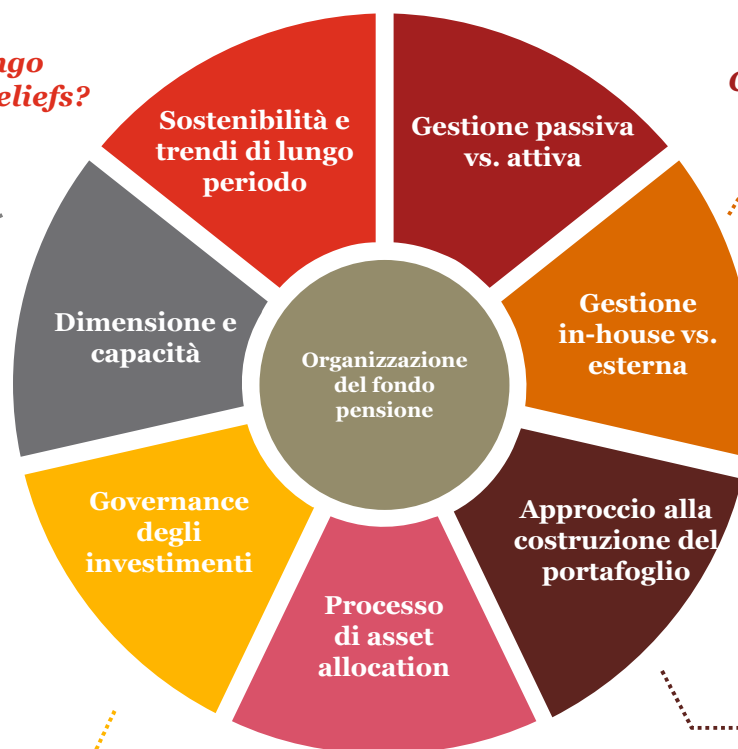 eliefs?
Sostenibilità e
trendi di lungo
periodo
Gestione passiva
vs. attiva
Gestione
in-house vs.
esterna
Approccio alla
costruzione del
portafoglio
Processo
di asset
allocation
Governance
degli
investimenti
Dimensione e
capacità
Organizzazione
del fondo
pensione